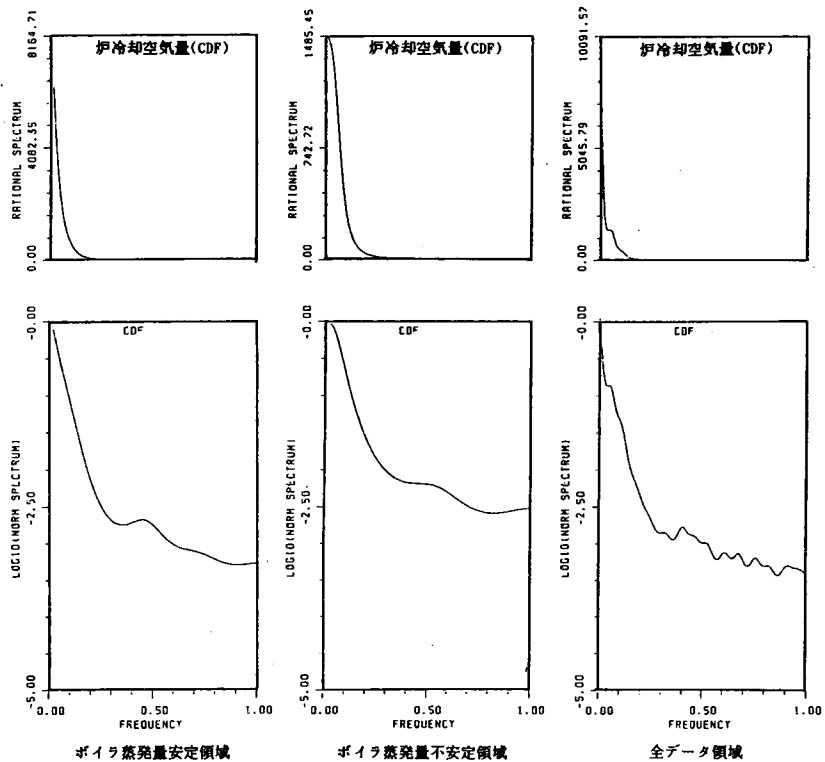 炉冷却空気量(CDF)
RATIONAL SPECTRUM
8164.71
4082.35
0.00
炉冷却空気量(CDF)
RATIONAL SPECTRUM
1485.45
742.72
0.00
炉冷却空気量(CDF)
RATIONAL SPECTRUM
10091.57
5045.79
0.00
CDF
LOG10(NORM SPECTRUM)
-0.00
-2.50
-5.00
0.00
0.50
1.00
FREQUENCY
ボイラ蒸発量安定領域
CDF
LOG10(NORM SPECTRUM)
-0.00
-2.50
-5.00
0.00
0.50
1.00
FREQUENCY
ボイラ蒸発量不安定領域
CDF
LOG10(NORM SPECTRUM)
-0.00
-2.50
-5.00
0.00
0.50
1.00
FREQUENCY
全データ領域